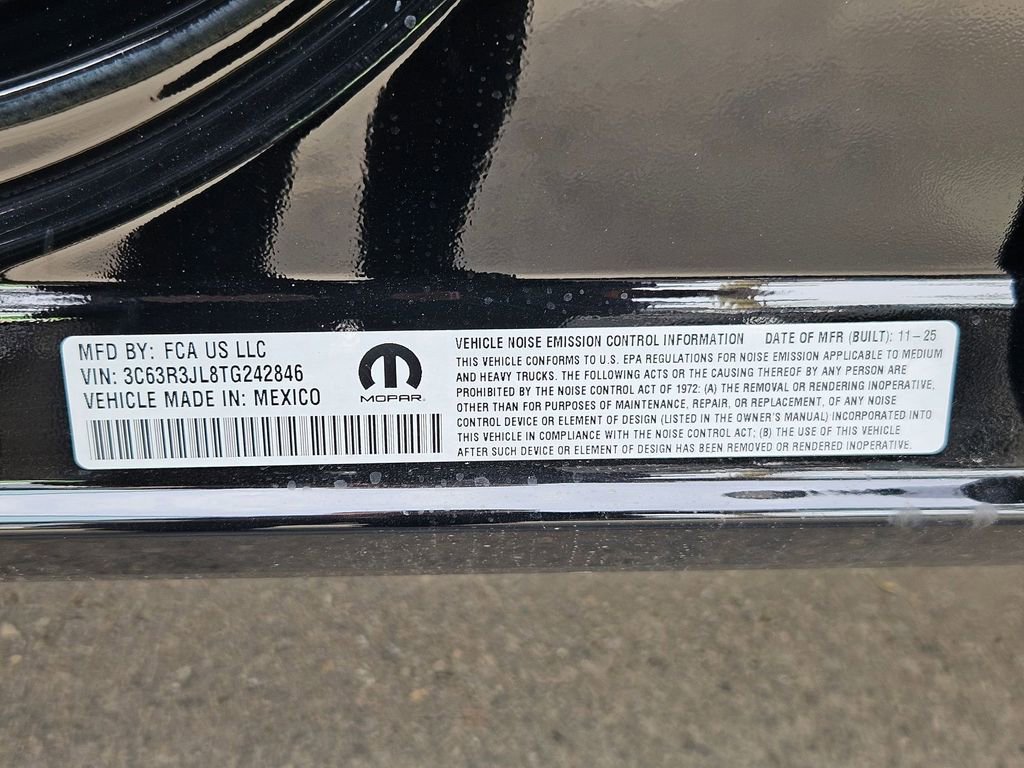 MFD BY: FCA US LLC
VIN: 3C63R3JL8TG242846
VEHICLE MADE IN: MEXICO
MOPAR®
VEHICLE NOISE EMISSION CONTROL INFORMATION DATE OF MFR (BUILT): 11-25
THIS VEHICLE CONFORMS TO U.S. EPA REGULATIONS FOR NOISE EMISSION APPLICABLE TO MEDIUM
AND HEAVY TRUCKS. THE FOLLOWING ACTS OR THE CAUSING THEREOF BY ANY PERSON ARE
PROHIBITED BY THE NOISE CONTROL ACT OF 1972: (A) THE REMOVAL OR RENDERING INOPERATIVE,
OTHER THAN FOR PURPOSES OF MAINTENANCE, REPAIR, OR REPLACEMENT, OF ANY NOISE
CONTROL DEVICE OR ELEMENT OF DESIGN (LISTED IN THE OWNER'S MANUAL) INCORPORATED INTO
THIS VEHICLE IN COMPLIANCE WITH THE NOISE CONTROL ACT; (B) THE USE OF THIS VEHICLE
AFTER SUCH DEVICE OR ELEMENT OF DESIGN HAS BEEN REMOVED OR RENDERED INOPERATIVE.